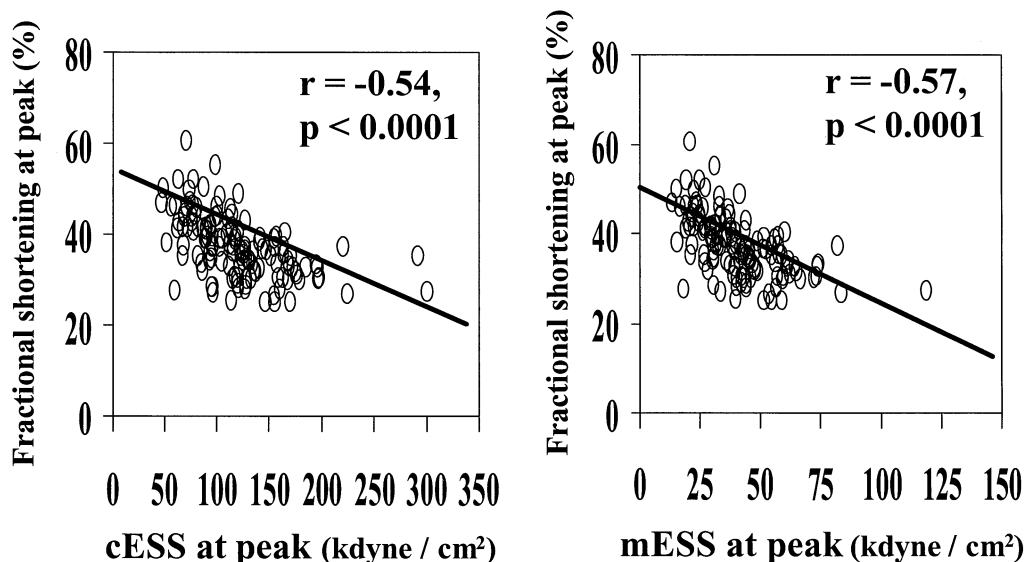 Fractional shortening at peak (%)
80
60
40
20
0
r = -0.54,
p < 0.0001
0 50 100 150 200 250 300 350
cESS at peak (kdyne / cm²)
Fractional shortening at peak (%)
80
60
40
20
0
r = -0.57,
p < 0.0001
0 25 50 75 100 125 150
mESS at peak (kdyne / cm²)